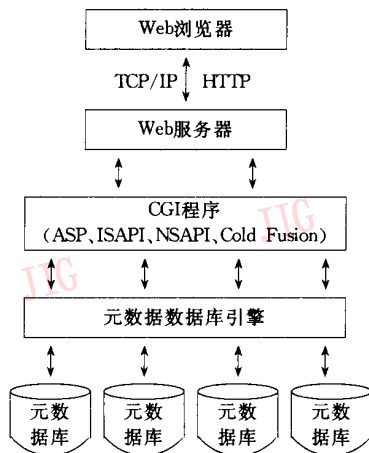 Web浏览器
TCP/IP HTTP
Web服务器
CGI程序
(ASP、ISAPI、NSAPI、Cold Fusion)
JIG
JIG
元数据数据库引擎
元数 元数 元数 元数
据库 据库 据库 据库